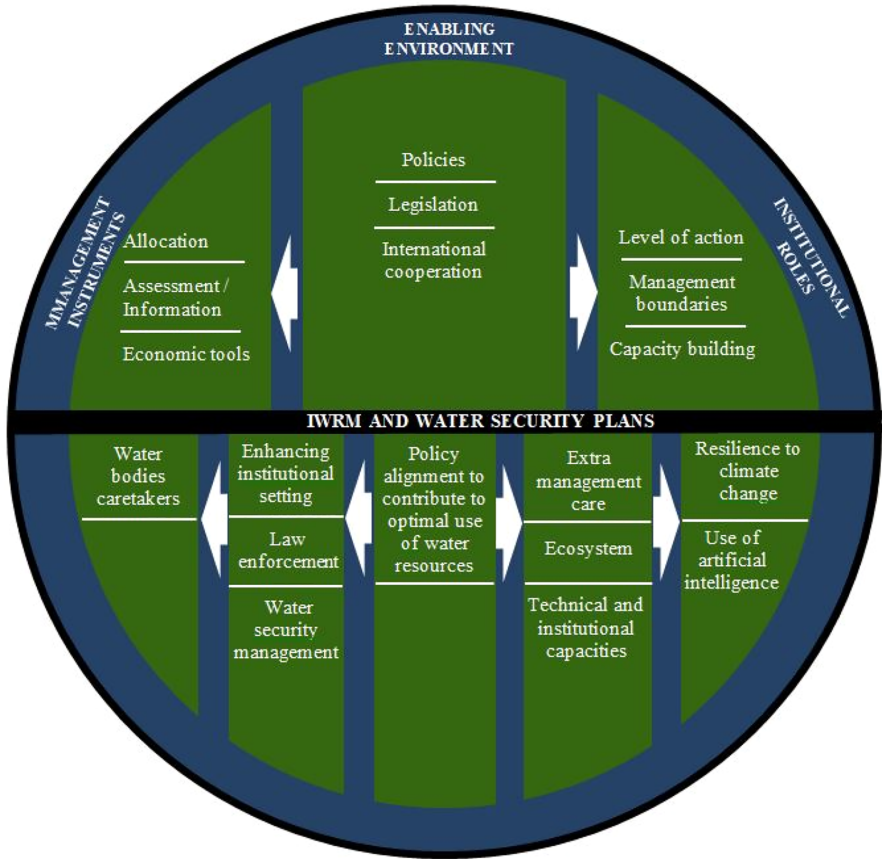 ENABLING
ENVIRONMENT
MMANAGEMENT
INSTRUMENTS
INSTITUTIONAL
ROLES
Allocation
Assessment /
Information
Economic tools
Policies
Legislation
International
cooperation
Level of action
Management
boundaries
Capacity building
IWRM AND WATER SECURITY PLANS
Water
bodies
caretakers
Enhancing
institutional
setting
Law
enforcement
Water
security
management
Policy
alignment to
contribute to
optimal use
of water
resources
Extra
management
care
Ecosystem
Technical and
institutional
capacities
Resilience to
climate
change
Use of
artificial
intelligence